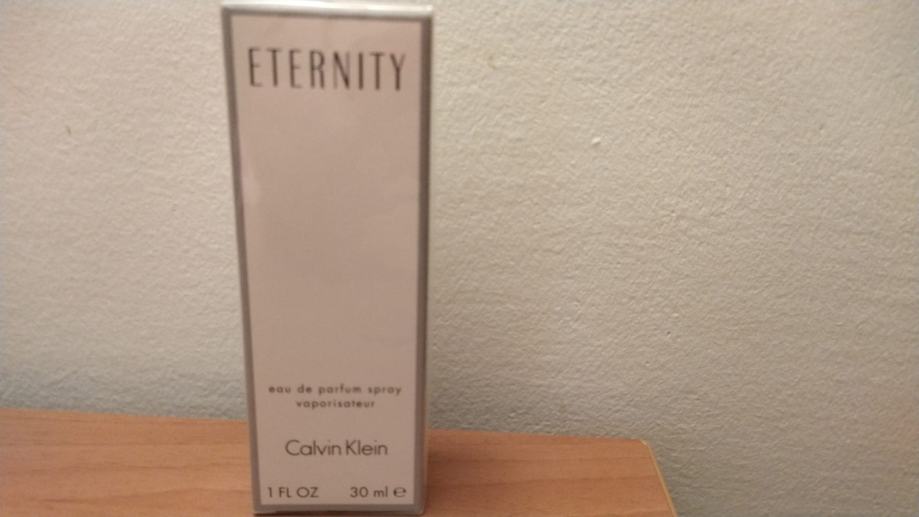 ETERNITY
eau de parfum spray
vaporisateur
Calvin Klein
1 FL OZ 30 ml ℮